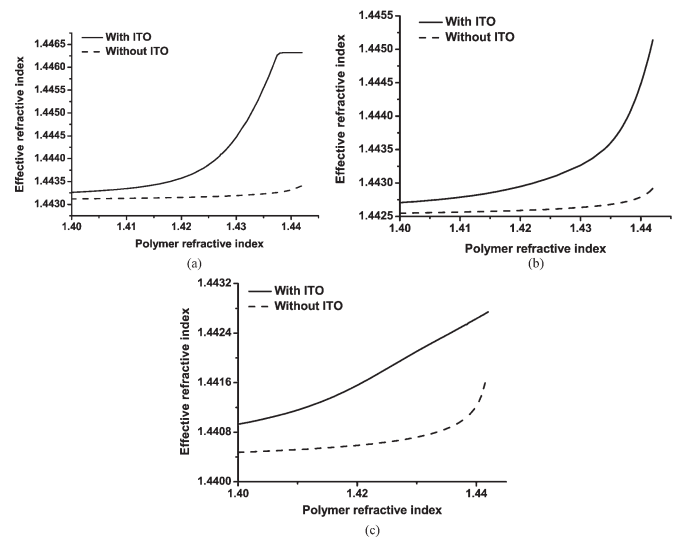 With ITO
Without ITO
1.4465
1.4460
1.4455
1.4450
1.4445
1.4440
1.4435
1.4430
Effective refractive index
1.40
1.41
1.42
1.43
1.44
Polymer refractive index
(a)
With ITO
Without ITO
1.4455
1.4450
1.4445
1.4440
1.4435
1.4430
1.4425
Effective refractive index
1.40
1.41
1.42
1.43
1.44
Polymer refractive index
(b)
With ITO
Without ITO
1.4432
1.4424
1.4416
1.4408
1.4400
Effective refractive index
1.40
1.42
1.44
Polymer refractive index
(c)